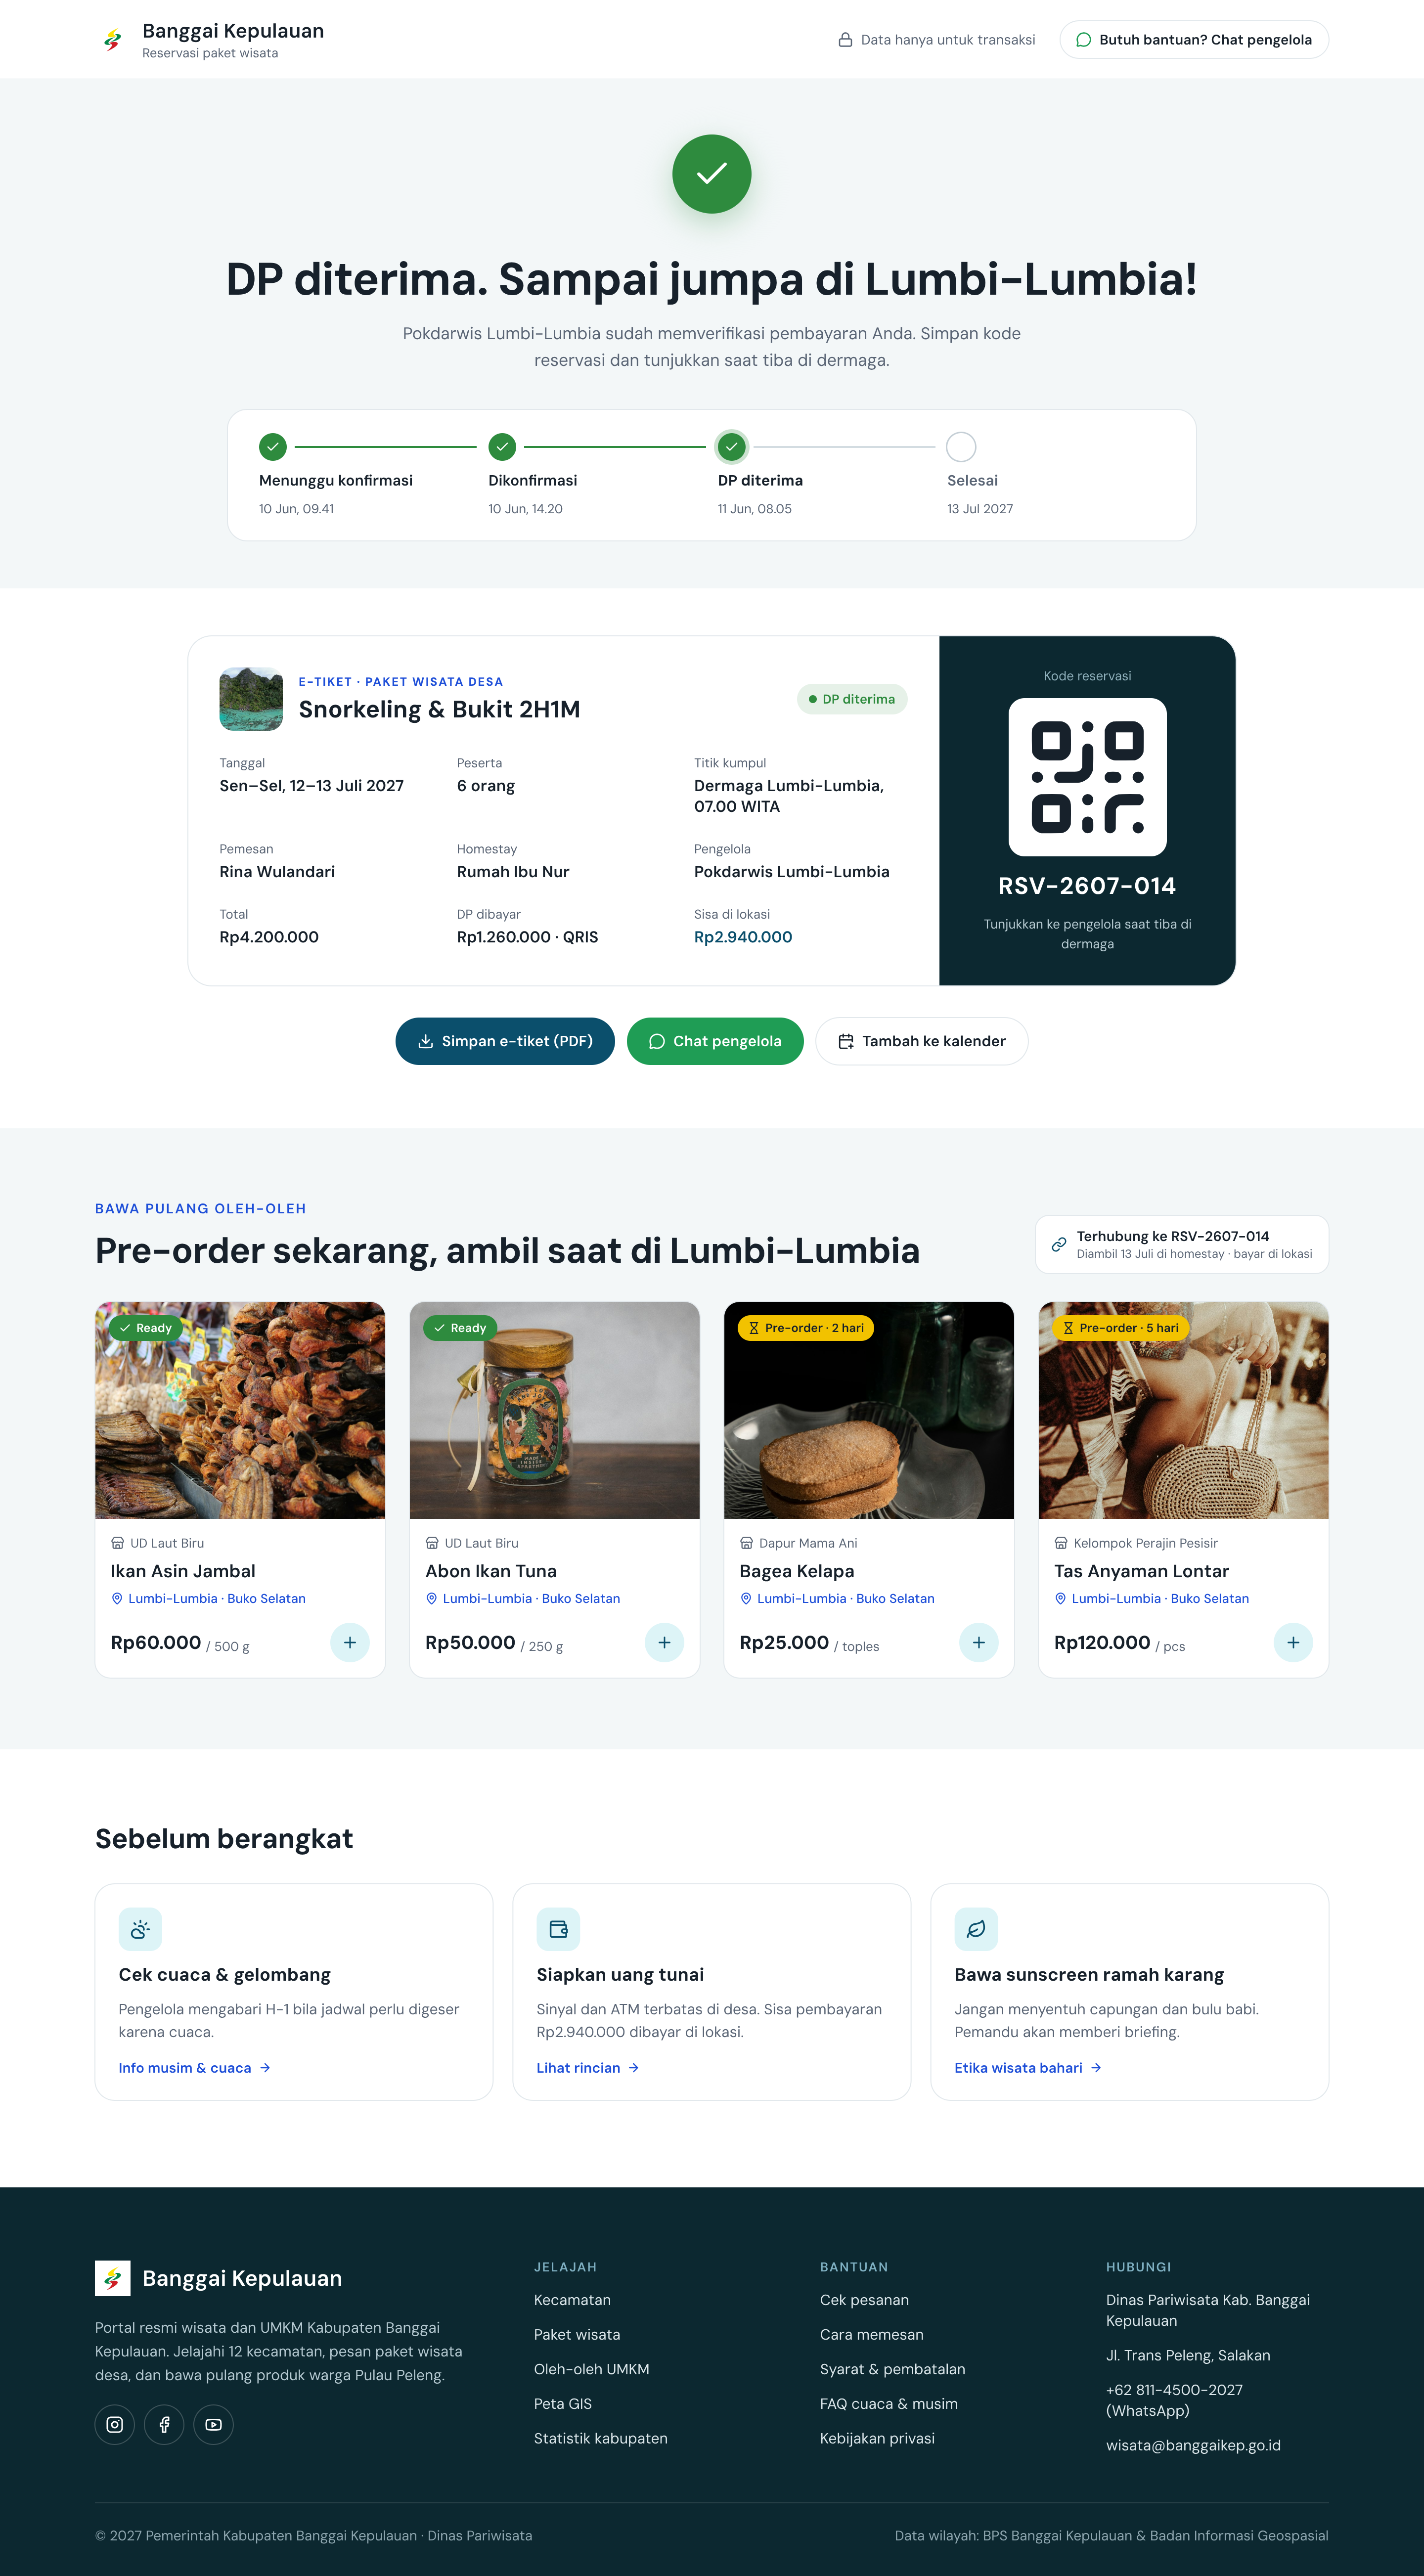 Banggai Kepulauan
Reservasi paket wisata
Data hanya untuk transaksi
Butuh bantuan? Chat pengelola
DP diterima. Sampai jumpa di Lumbi-Lumbia!
Pokdarwis Lumbi-Lumbia sudah memverifikasi pembayaran Anda. Simpan kode
reservasi dan tunjukkan saat tiba di dermaga.
Menunggu konfirmasi
10 Jun, 09.41
Dikonfirmasi
10 Jun, 14.20
DP diterima
11 Jun, 08.05
Selesai
13 Jul 2027
E-TIKET · PAKET WISATA DESA
Snorkeling & Bukit 2H1M
DP diterima
Tanggal
Sen–Sel, 12–13 Juli 2027
Peserta
6 orang
Titik kumpul
Dermaga Lumbi-Lumbia,
07.00 WITA
Pemesan
Rina Wulandari
Homestay
Rumah Ibu Nur
Pengelola
Pokdarwis Lumbi-Lumbia
Total
Rp4.200.000
DP dibayar
Rp1.260.000 · QRIS
Sisa di lokasi
Rp2.940.000
Kode reservasi
RSV-2607-014
Tunjukkan ke pengelola saat tiba di
dermaga
Simpan e-tiket (PDF)
Chat pengelola
Tambah ke kalender
BAWA PULANG OLEH-OLEH
Pre-order sekarang, ambil saat di Lumbi-Lumbia
Terhubung ke RSV-2607-014
Diambil 13 Juli di homestay · bayar di lokasi
Ready
UD Laut Biru
Ikan Asin Jambal
Lumbi-Lumbia · Buko Selatan
Rp60.000 / 500 g
Ready
UD Laut Biru
Abon Ikan Tuna
Lumbi-Lumbia · Buko Selatan
Rp50.000 / 250 g
Pre-order · 2 hari
Dapur Mama Ani
Bagea Kelapa
Lumbi-Lumbia · Buko Selatan
Rp25.000 / toples
Pre-order · 5 hari
Kelompok Perajin Pesisir
Tas Anyaman Lontar
Lumbi-Lumbia · Buko Selatan
Rp120.000 / pcs
Sebelum berangkat
Cek cuaca & gelombang
Pengelola mengabari H-1 bila jadwal perlu digeser
karena cuaca.
Info musim & cuaca
Siapkan uang tunai
Sinyal dan ATM terbatas di desa. Sisa pembayaran
Rp2.940.000 dibayar di lokasi.
Lihat rincian
Bawa sunscreen ramah karang
Jangan menyentuh capungan dan bulu babi.
Pemandu akan memberi briefing.
Etika wisata bahari
Banggai Kepulauan
Portal resmi wisata dan UMKM Kabupaten Banggai
Kepulauan. Jelajahi 12 kecamatan, pesan paket wisata
desa, dan bawa pulang produk warga Pulau Peleng.
JELAJAH
Kecamatan
Paket wisata
Oleh-oleh UMKM
Peta GIS
Statistik kabupaten
BANTUAN
Cek pesanan
Cara memesan
Syarat & pembatalan
FAQ cuaca & musim
Kebijakan privasi
HUBUNGI
Dinas Pariwisata Kab. Banggai
Kepulauan
Jl. Trans Peleng, Salakan
+62 811-4500-2027
(WhatsApp)
wisata@banggaikep.go.id
© 2027 Pemerintah Kabupaten Banggai Kepulauan · Dinas Pariwisata
Data wilayah: BPS Banggai Kepulauan & Badan Informasi Geospasial